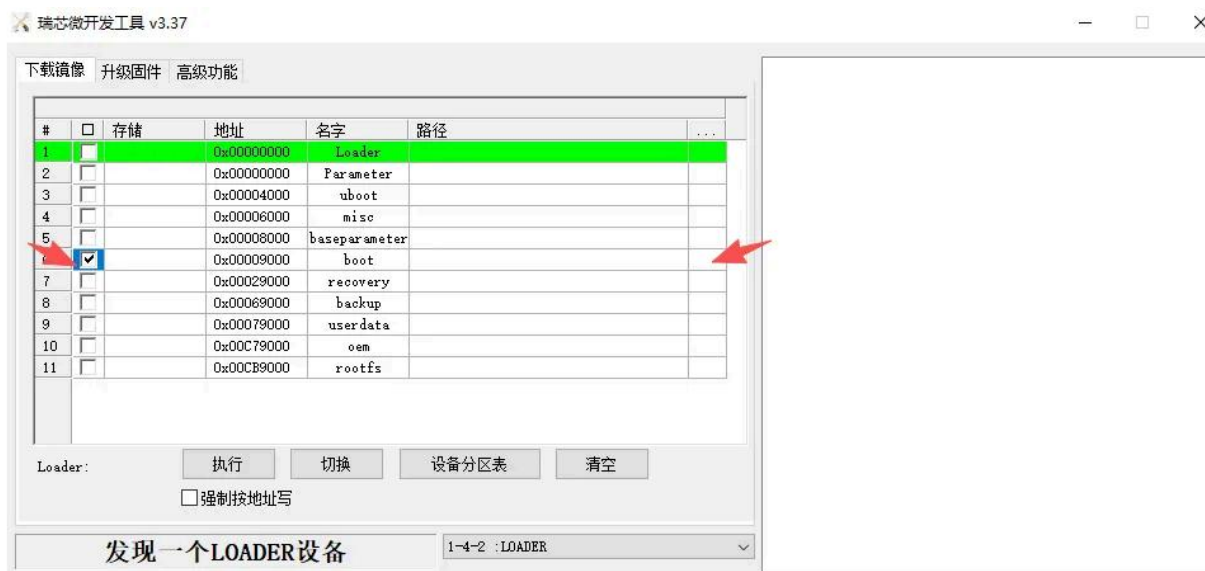 瑞芯微开发工具 v3.37
下载镜像 升级固件 高级功能
# 存储 地址 名字 路径 ...
1 0x00000000 Loader
2 0x00000000 Parameter
3 0x00004000 uboot
4 0x00006000 misc
5 0x00008000 baseparameter
0x00009000 boot
7 0x00029000 recovery
8 0x00069000 backup
9 0x00079000 userdata
10 0x00C79000 oem
11 0x00CB9000 rootfs
Loader: 执行 切换 设备分区表 清空
强制按地址写
发现一个LOADER设备 1-4-2 :LOADER